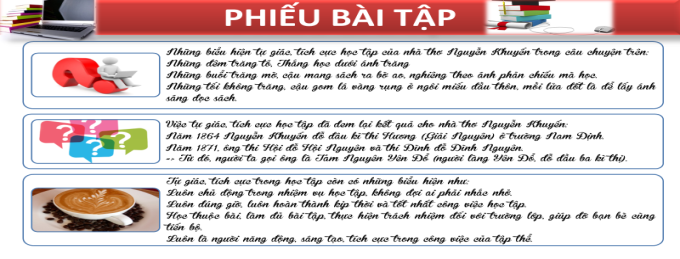 PHIẾU BÀI TẬP
Những biểu hiện tự giác, tích cực học tập của nhà thơ Nguyễn Khuyến trong câu chuyện trên:
Những đêm trăng tỏ, Thắng học dưới ánh trăng
Những buổi trăng mờ, cậu mang sách ra bờ ao, nghiêng theo ánh phản chiếu mà học.
Những tối không trăng, cậu gom lá vàng rụng ở ngôi miếu đầu thôn, mồi lửa đốt lá để lấy ánh
sáng đọc sách.
Việc tự giác, tích cực học tập đã đem lại kết quả cho nhà thơ Nguyễn Khuyến:
Năm 1864 Nguyễn Khuyến đỗ đầu kì thi Hương (Giải Nguyên) ở trường Nam Định.
Năm 1871, ông thi Hội đỗ Hội Nguyên và thi Đình đỗ Đình Nguyên.
-> Từ đó, người ta gọi ông là Tam Nguyên Yên Đổ (người làng Yên Đổ, đỗ đầu ba kì thi).
Tự giác, tích cực trong học tập còn có những biểu hiện như:
Luôn chủ động trong nhiệm vụ học tập, không đợi ai phải nhắc nhở.
Luôn đúng giờ, luôn hoàn thành kịp thời và tốt nhất công việc học tập.
Học thuộc bài, làm đủ bài tập, thực hiện trách nhiệm đối với trường lớp, giúp đỡ bạn bè cùng
tiến bộ.
Luôn là người năng động, sáng tạo, tích cực trong công việc của tập thể.